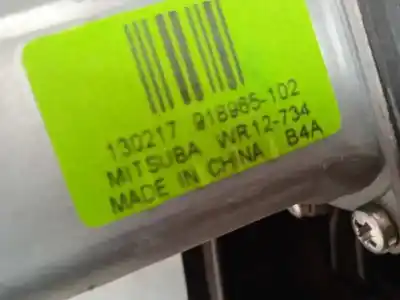 130217 918965-102
MITSUBA WR12-734
MADE IN CHINA B4A